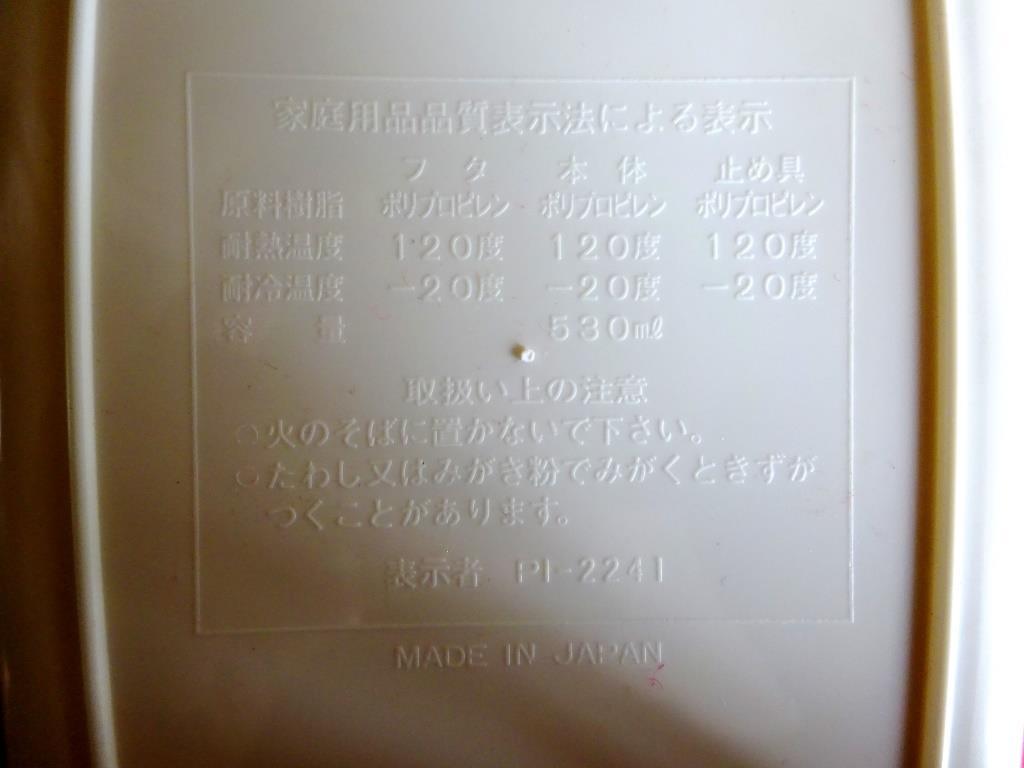 家庭用品品質表示法による表示
フタ 本体 止め具
原料樹脂 ポリプロピレン ポリプロピレン ポリプロピレン
耐熱温度 120度 120度 120度
耐冷温度 -20度 -20度 -20度
容量 530㎖
取扱い上の注意
○火のそばに置かないで下さい。
○たわし又はみがき粉でみがくときずが
つくことがあります。
表示者 PI-2241
MADE IN JAPAN